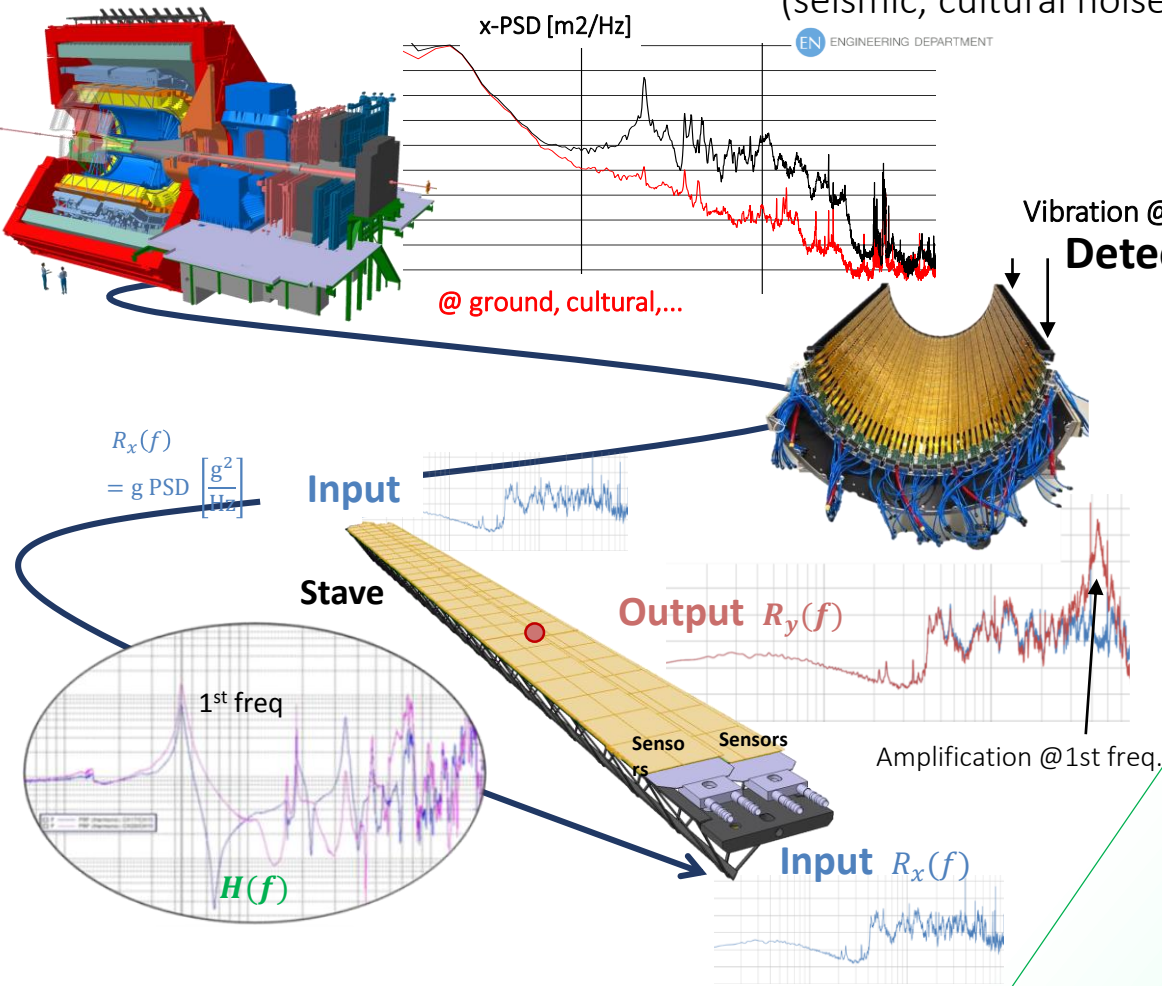 (seismic, cultural noise
x-PSD [m2/Hz]
EN ENGINEERING DEPARTMENT
Vibration @
Detec
@ ground, cultural,...
R_x(f)
= g PSD [g²/Hz]
Input
Stave
Output R_y(f)
1st freq
Senso
rs
Sensors
Amplification @1st freq.
H(f)
Input R_x(f)